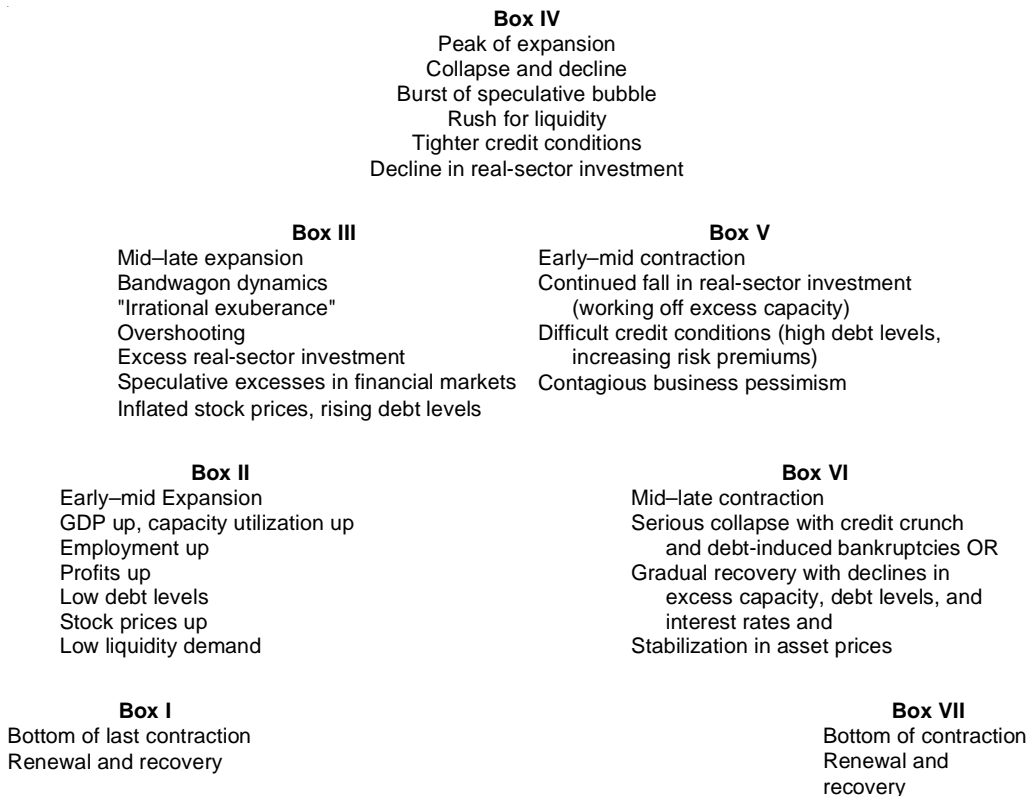 Box IV
Peak of expansion
Collapse and decline
Burst of speculative bubble
Rush for liquidity
Tighter credit conditions
Decline in real-sector investment
Box III
Mid–late expansion
Bandwagon dynamics
"Irrational exuberance"
Overshooting
Excess real-sector investment
Speculative excesses in financial markets
Inflated stock prices, rising debt levels
Box V
Early–mid contraction
Continued fall in real-sector investment
(working off excess capacity)
Difficult credit conditions (high debt levels,
increasing risk premiums)
Contagious business pessimism
Box II
Early–mid Expansion
GDP up, capacity utilization up
Employment up
Profits up
Low debt levels
Stock prices up
Low liquidity demand
Box VI
Mid–late contraction
Serious collapse with credit crunch
and debt-induced bankruptcies OR
Gradual recovery with declines in
excess capacity, debt levels, and
interest rates and
Stabilization in asset prices
Box I
Bottom of last contraction
Renewal and recovery
Box VII
Bottom of contraction
Renewal and
recovery